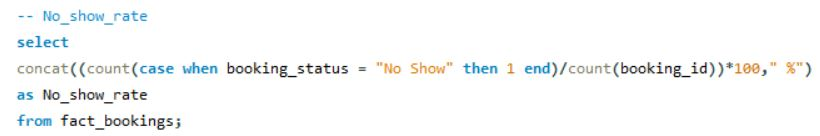 -- No_show_rate
select
concat((count(case when booking_status = "No Show" then 1 end)/count(booking_id))*100," %")
as No_show_rate
from fact_bookings;